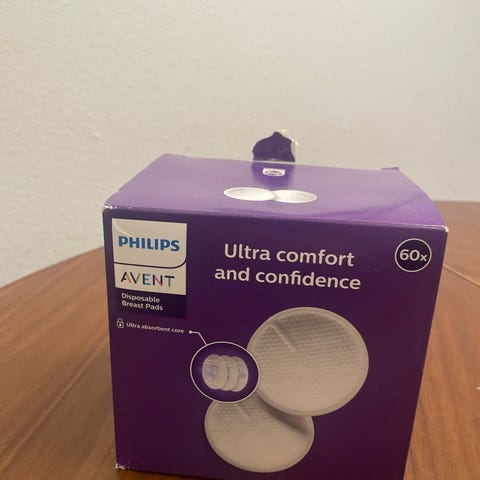 PHILIPS
AVENT
Disposable
Breast Pads
Ultra absorbent core
Ultra comfort
and confidence
60x